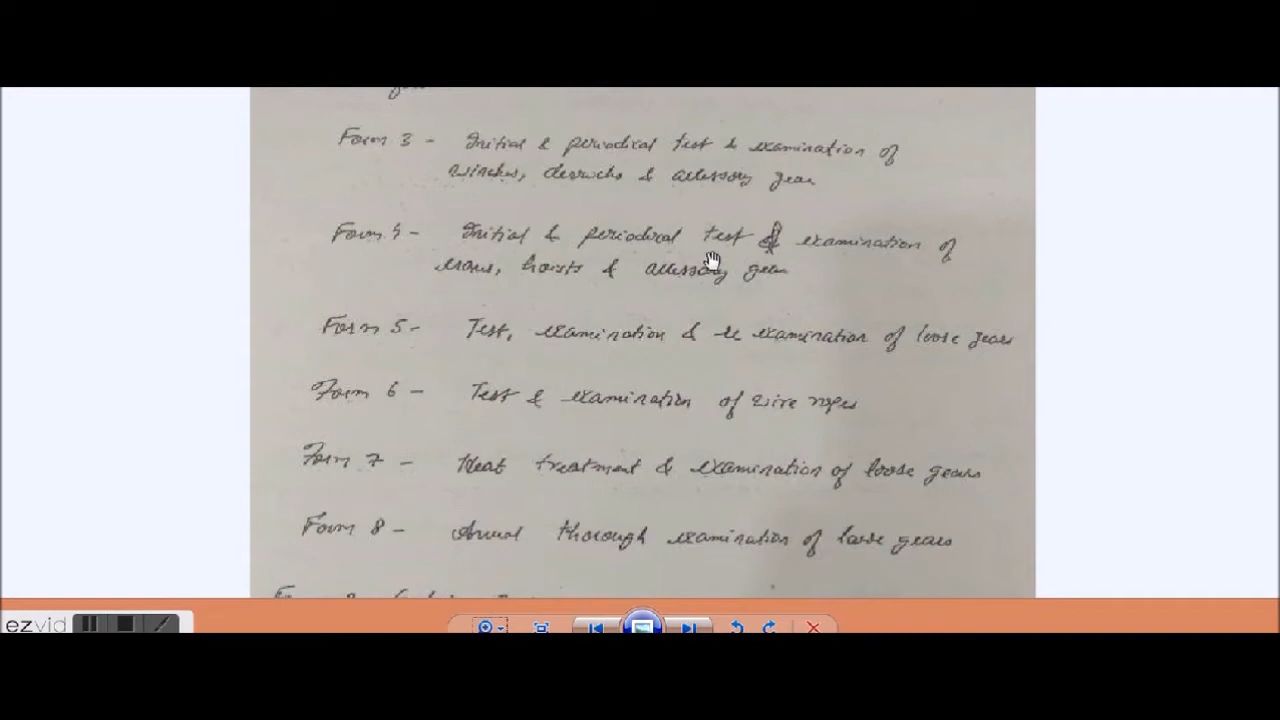 Form 3 - Initial & periodical test & examination of
winches, derricks & accessory gear
Form 4 - Initial & periodical test & examination of
crane, hoists & accessory gear
Form 5 - Test, examination & re examination of loose gears
Form 6 - Test & examination of wire ropes
Form 7 - Heat treatment & examination of loose gears
Form 8 - Annual thorough examination of loose gears
ezvid